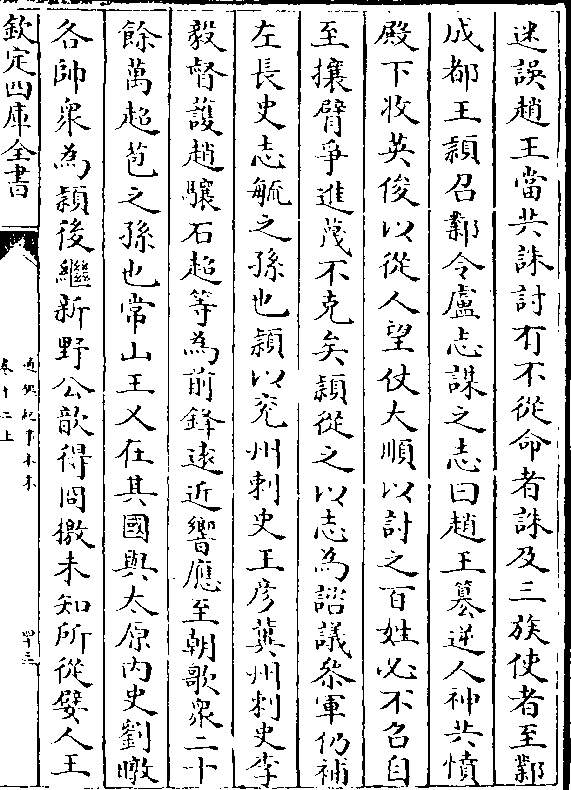 迷誤趙王當共誅討有不從命者誅及三族使者至鄴
成都王穎召鄴令盧志謀之志曰趙王簒逆人神共憤
殿下收英俊以從人望仗大順以討之百姓必不召自
至攘臂爭進蔑不克矣穎從之以志為諮議參軍仍補
左長史志毓之孫也穎以兖州刺史王彦冀州刺史李
毅督護趙驤石超等為前鋒遠近響應至朝歌衆二十
餘萬超苞之孫也常山王乂在其國與太原内史劉暾
各帥衆為穎後繼新野公歆得冏檄未知所從嬖人王
欽定四庫全書
通鑑紀事本末
卷十二上
四十三